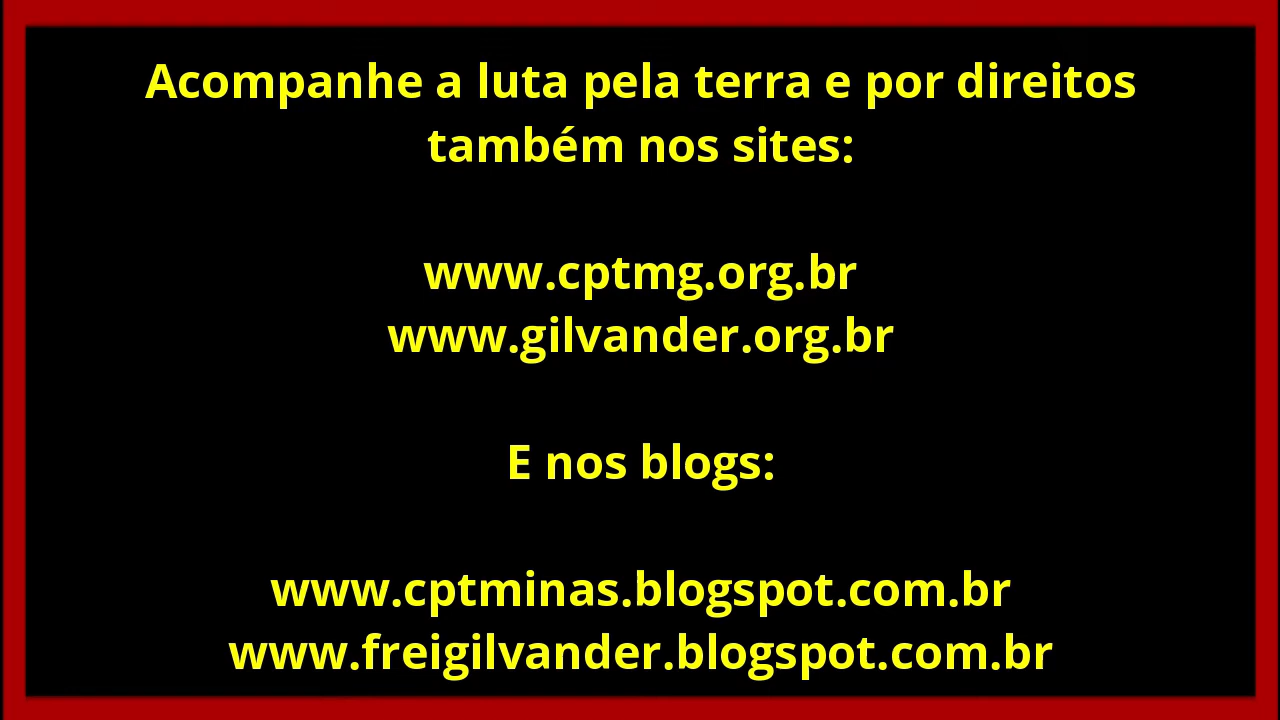 Acompanhe a luta pela terra e por direitos
também nos sites:
www.cptmg.org.br
www.gilvander.org.br
E nos blogs:
www.cptminas.blogspot.com.br
www.freigilvander.blogspot.com.br